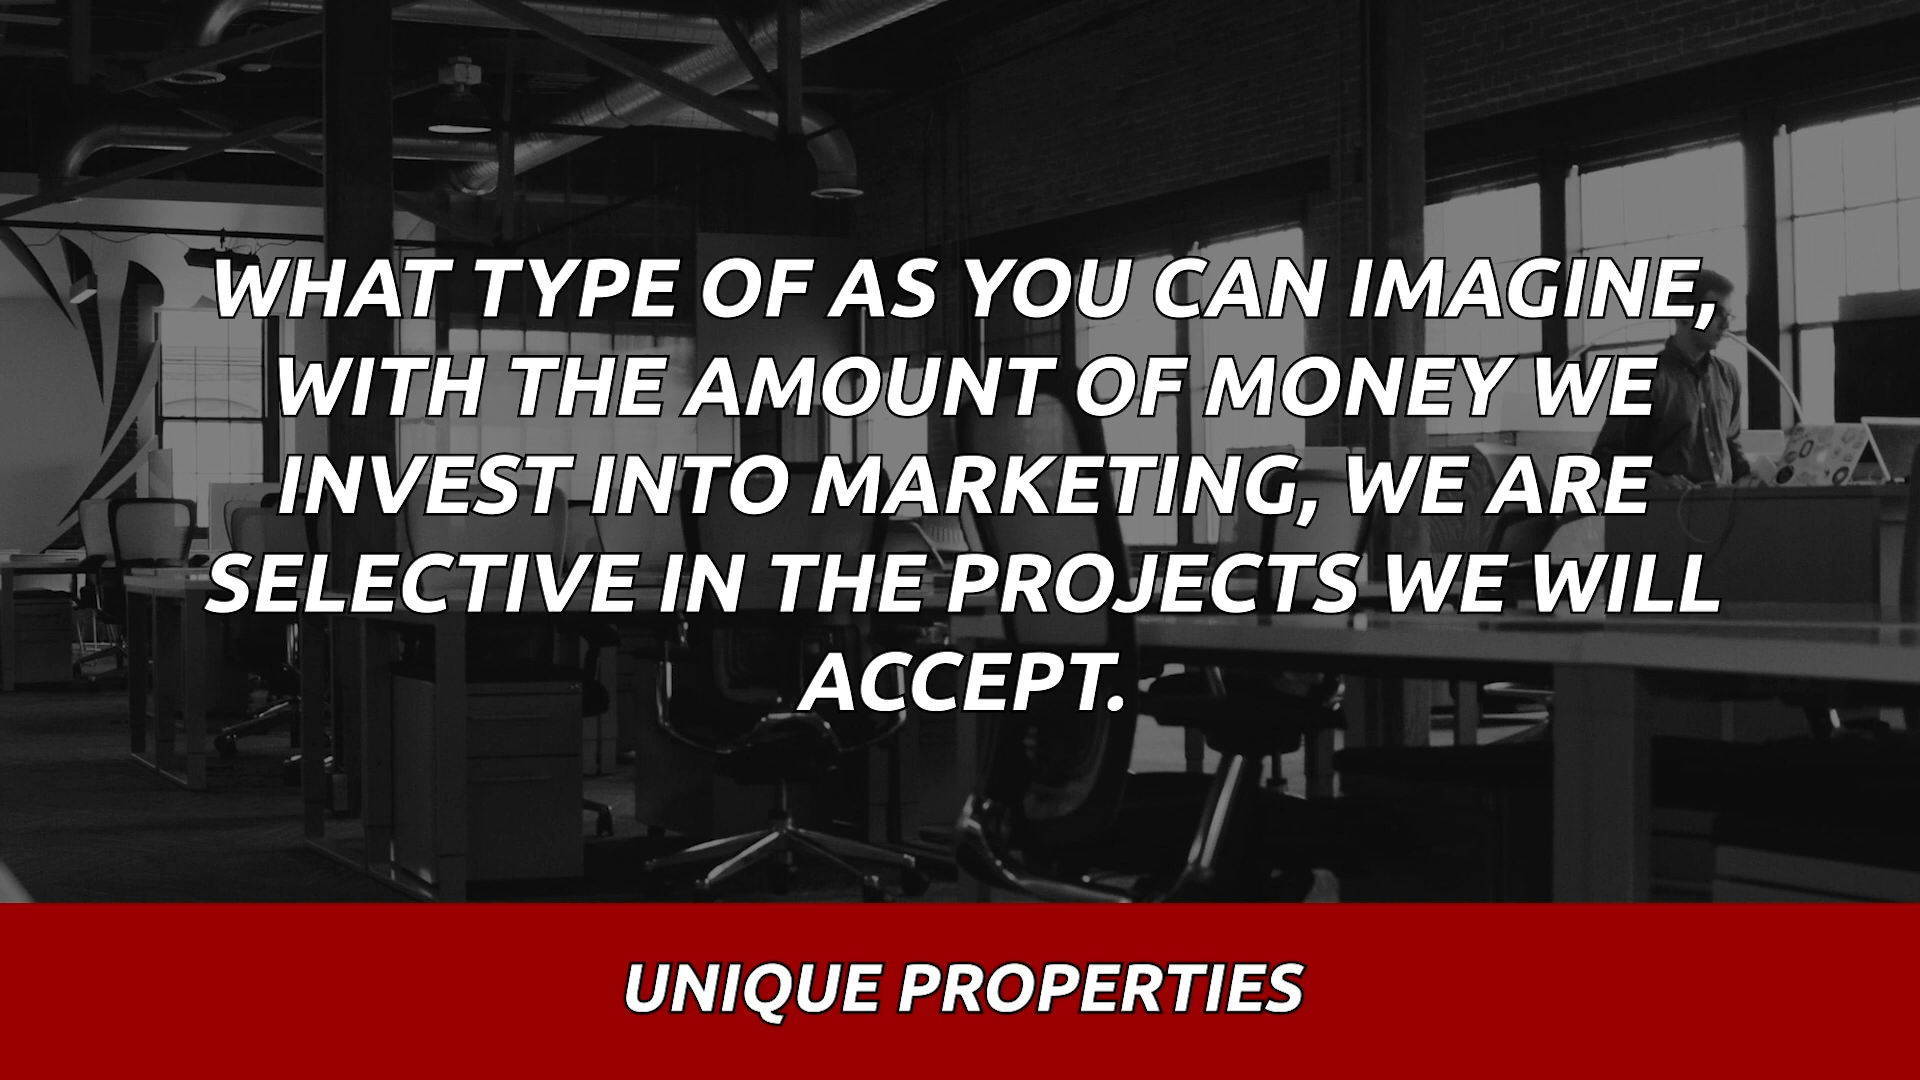 WHAT TYPE OF AS YOU CAN IMAGINE,
WITH THE AMOUNT OF MONEY WE
INVEST INTO MARKETING, WE ARE
SELECTIVE IN THE PROJECTS WE WILL
ACCEPT.
UNIQUE PROPERTIES